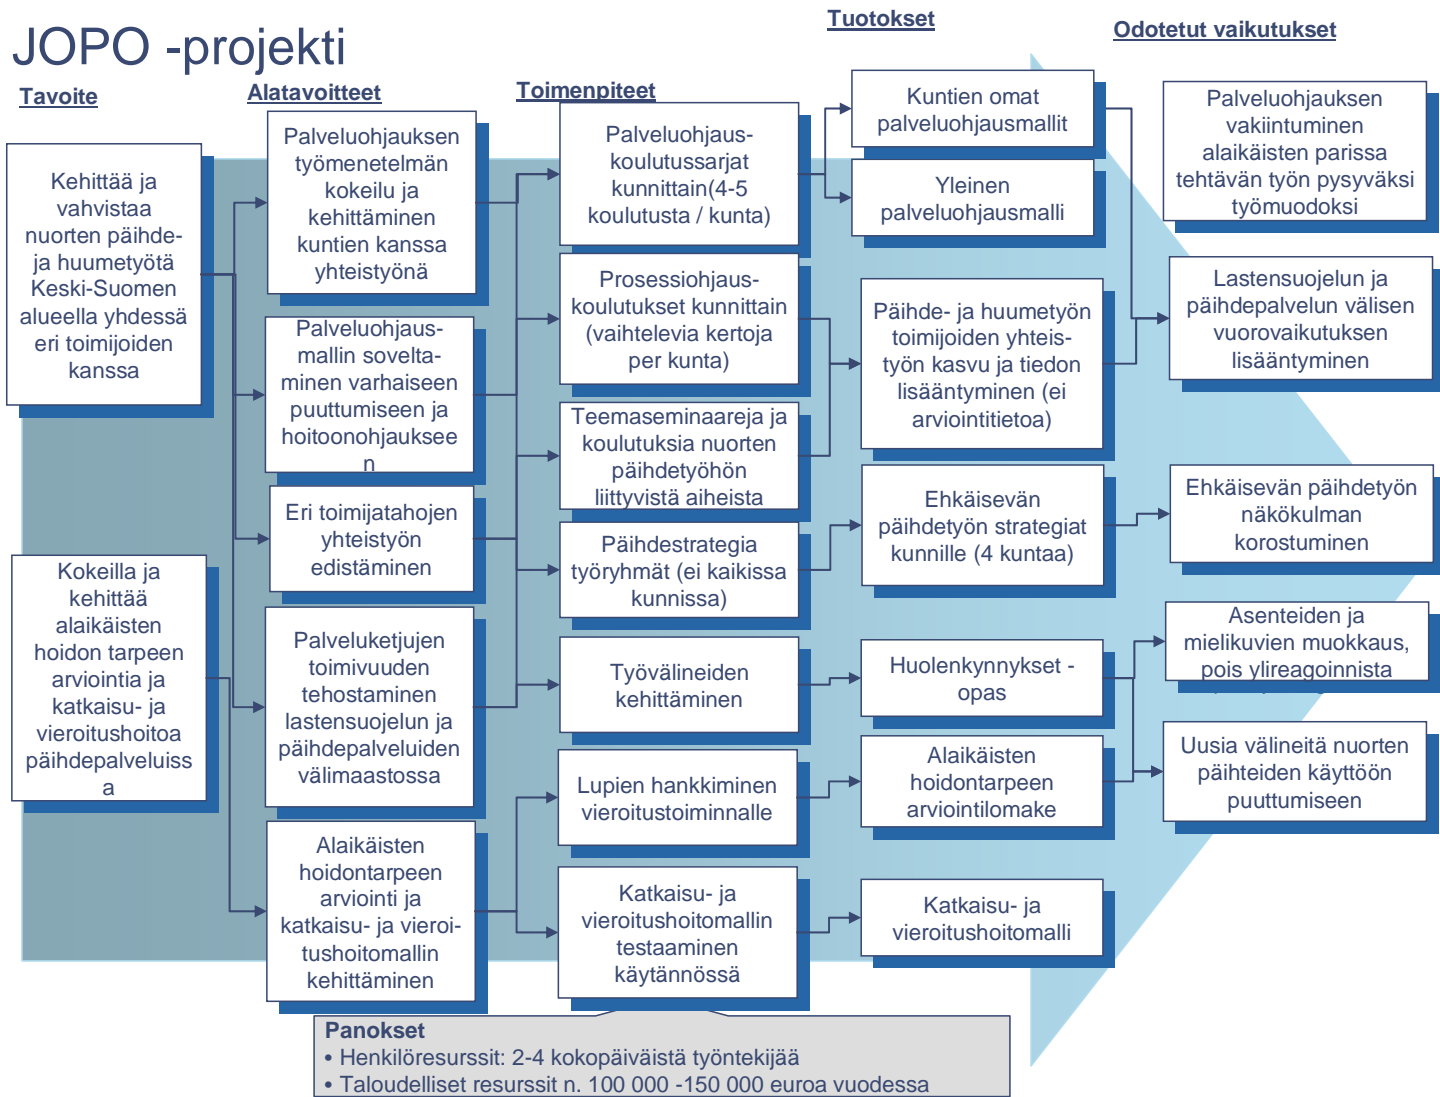 JOPO -projekti
Tavoite
Kehittää ja
vahvistaa
nuorten päihde-
ja huumetyötä
Keski-Suomen
alueella yhdessä
eri toimijoiden
kanssa
Kokeilla ja
kehittää
alaikäisten
hoidon tarpeen
arviointia ja
katkaisu- ja
vieroitushoitoa
päihdepalveluiss
a
Alatavoitteet
Palveluohjauksen
työmenetelmän
kokeilu ja
kehittäminen
kuntien kanssa
yhteistyönä
Palveluohjaus-
mallin sovelta-
minen varhaiseen
puuttumiseen ja
hoitoonohjauksee
n
Eri toimijatahojen
yhteistyön
edistäminen
Palveluketjujen
toimivuuden
tehostaminen
lastensuojelun ja
päihdepalveluiden
välimaastossa
Alaikäisten
hoidontarpeen
arviointi ja
katkaisu- ja vieroi-
tushoitomallin
kehittäminen
Toimenpiteet
Palveluohjaus-
koulutussarjat
kunnittain(4-5
koulutusta / kunta)
Prosessiohjaus-
koulutukset kunnittain
(vaihtelevia kertoja
per kunta)
Teemaseminaareja ja
koulutuksia nuorten
päihdetyöhön
liittyvistä aiheista
Päihdestrategia
työryhmät (ei kaikissa
kunnissa)
Työvälineiden
kehittäminen
Lupien hankkiminen
vieroitustoiminnalle
Katkaisu- ja
vieroitushoitomallin
testaaminen
käytännössä
Tuotokset
Kuntien omat
palveluohjausmallit
Yleinen
palveluohjausmalli
Päihde- ja huumetyön
toimijoiden yhteis-
työn kasvu ja tiedon
lisääntyminen (ei
arviointitietoa)
Ehkäisevän
päihdetyön strategiat
kunnille (4 kuntaa)
Huolenkynnykset -
opas
Alaikäisten
hoidontarpeen
arviointilomake
Katkaisu- ja
vieroitushoitomalli
Odotetut vaikutukset
Palveluohjauksen
vakiintuminen
alaikäisten parissa
tehtävän työn pysyväksi
työmuodoksi
Lastensuojelun ja
päihdepalvelun välisen
vuorovaikutuksen
lisääntyminen
Ehkäisevän päihdetyön
näkökulman
korostuminen
Asenteiden ja
mielikuvien muokkaus,
pois ylireagoinnista
Uusia välineitä nuorten
päihteiden käyttöön
puuttumiseen
Panokset
• Henkilöresurssit: 2-4 kokopäiväistä työntekijää
• Taloudelliset resurssit n. 100 000 -150 000 euroa vuodessa